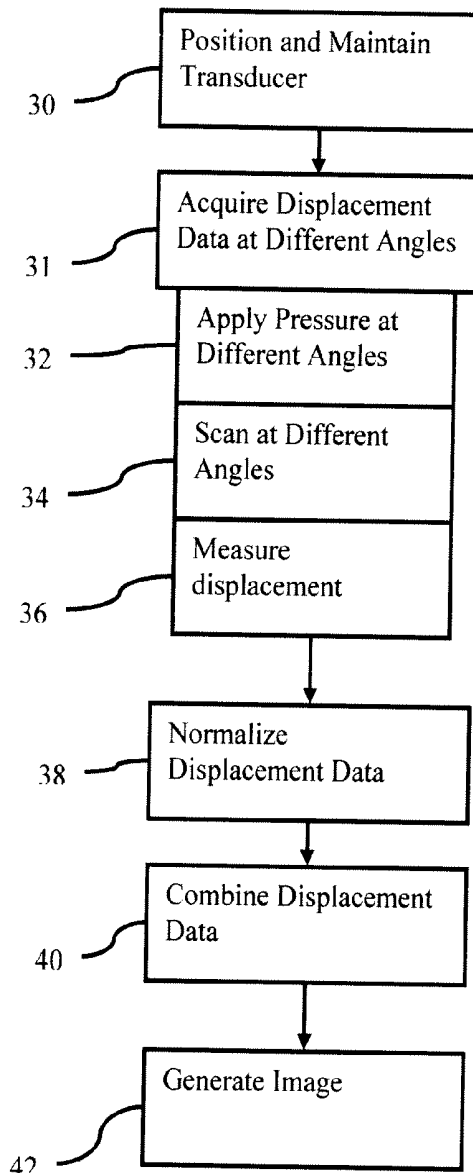 Position and Maintain
Transducer
30
Acquire Displacement
Data at Different Angles
31
Apply Pressure at
Different Angles
32
Scan at Different
Angles
34
Measure
displacement
36
Normalize
Displacement Data
38
Combine Displacement
Data
40
Generate Image
42